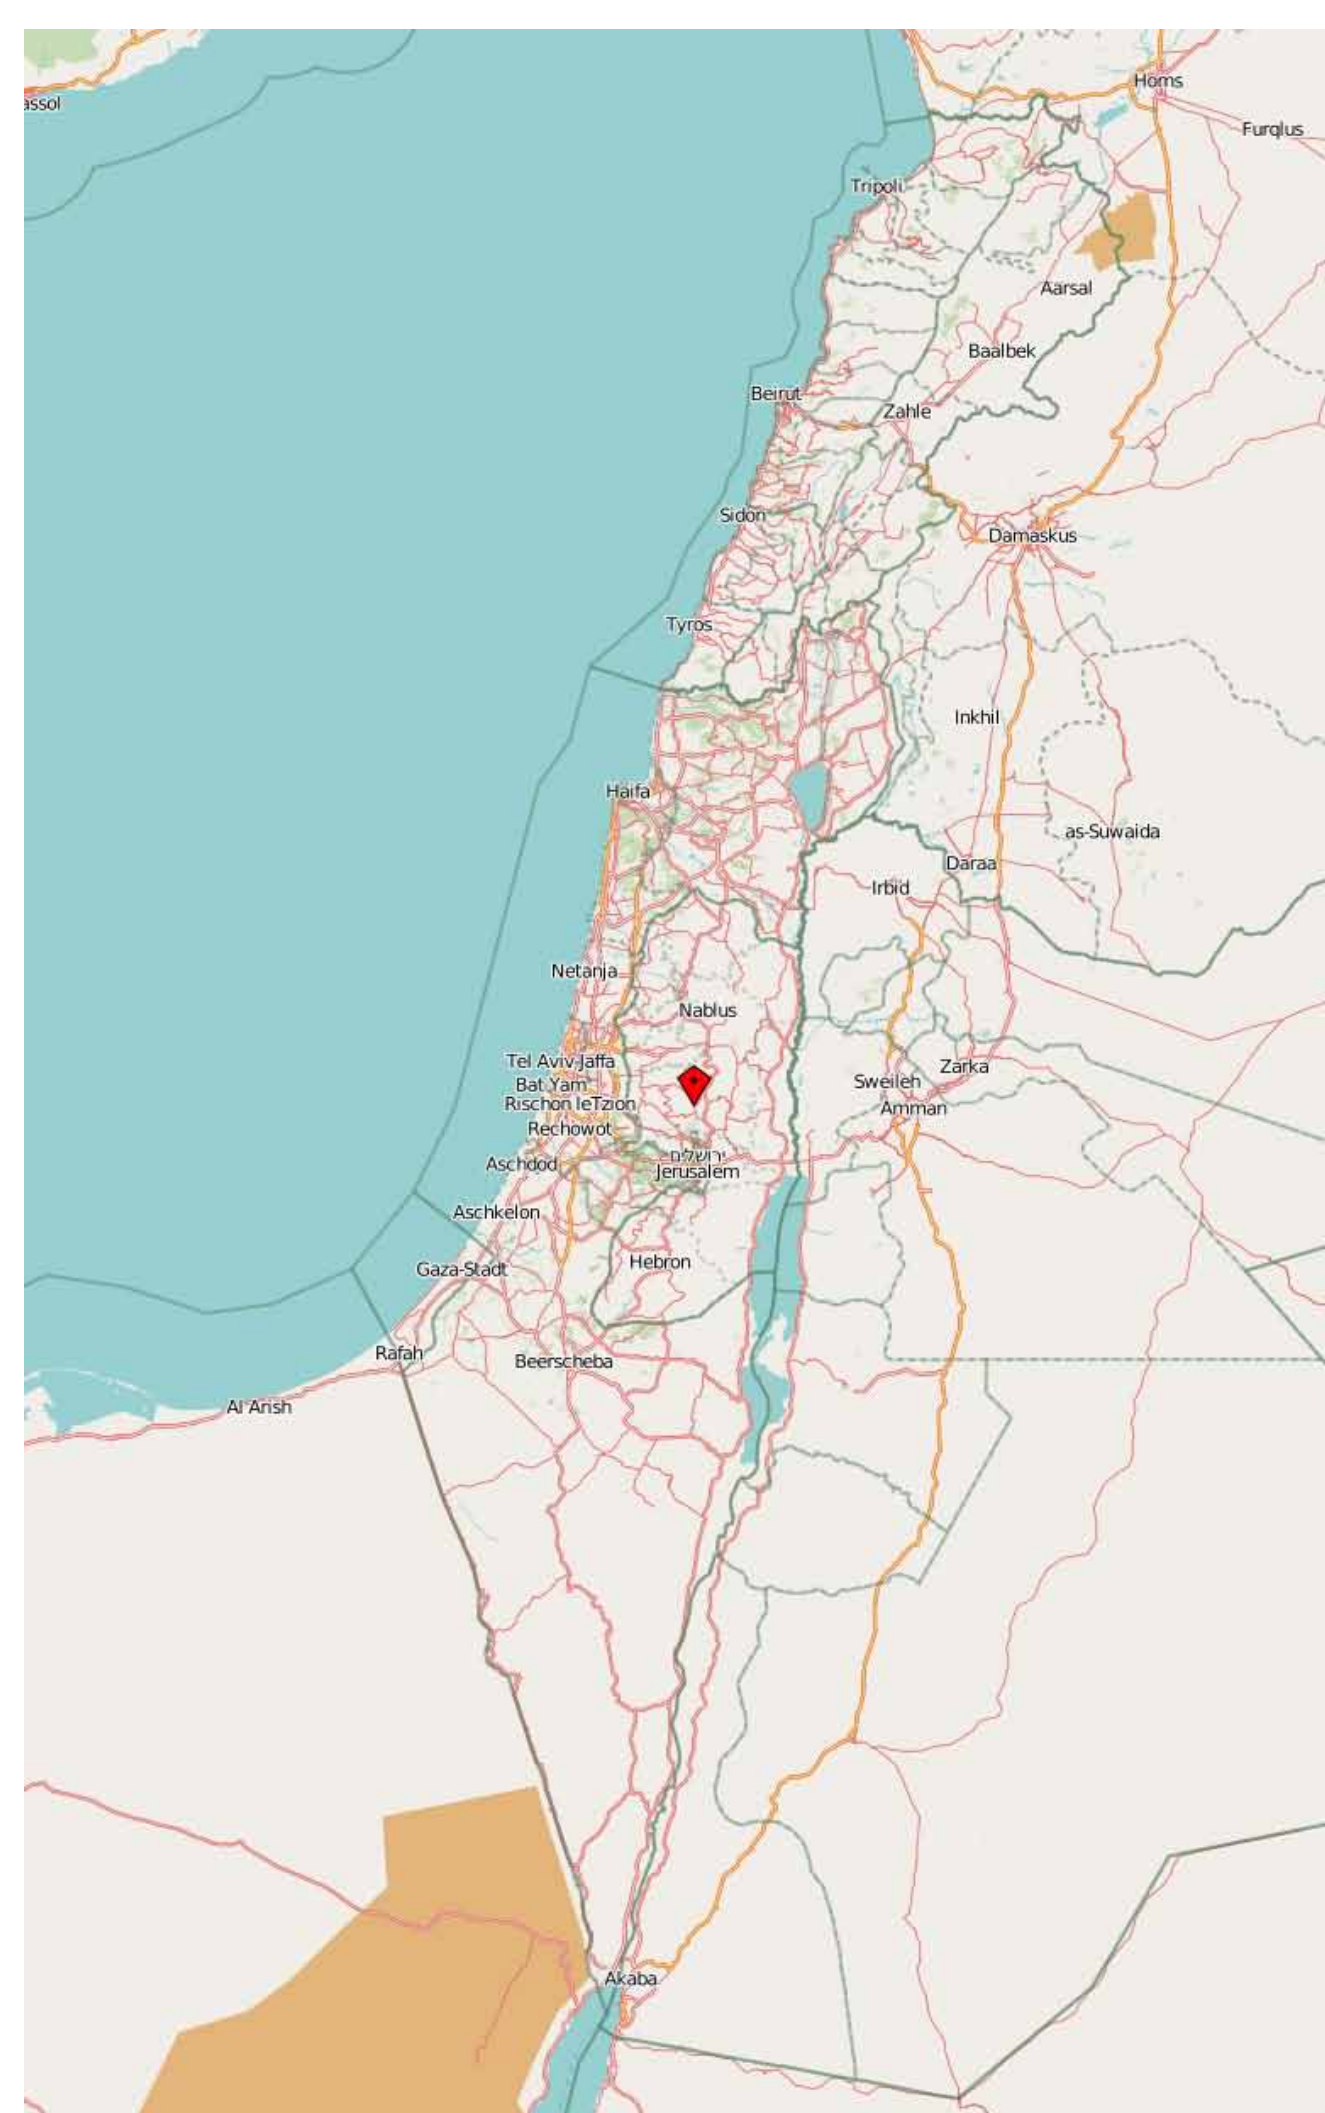 Homs
assol
Furqlus
Tripoli
Aarsal
Baalbek
Beirut
Zahle
Sidon
Damaskus
Tyros
Inkhil
Haifa
as-Suwaida
Daraa
Irbid
Netanja
Nablus
Tel Aviv-Jaffa
Zarka
Sweileh
Bat Yam
Rischon leTzion
Amman
Rechowot
ירושלים
Aschdod
Jerusalem
Aschkelon
Hebron
Gaza-Stadt
Rafah
Beerscheba
Al Arish
Akaba